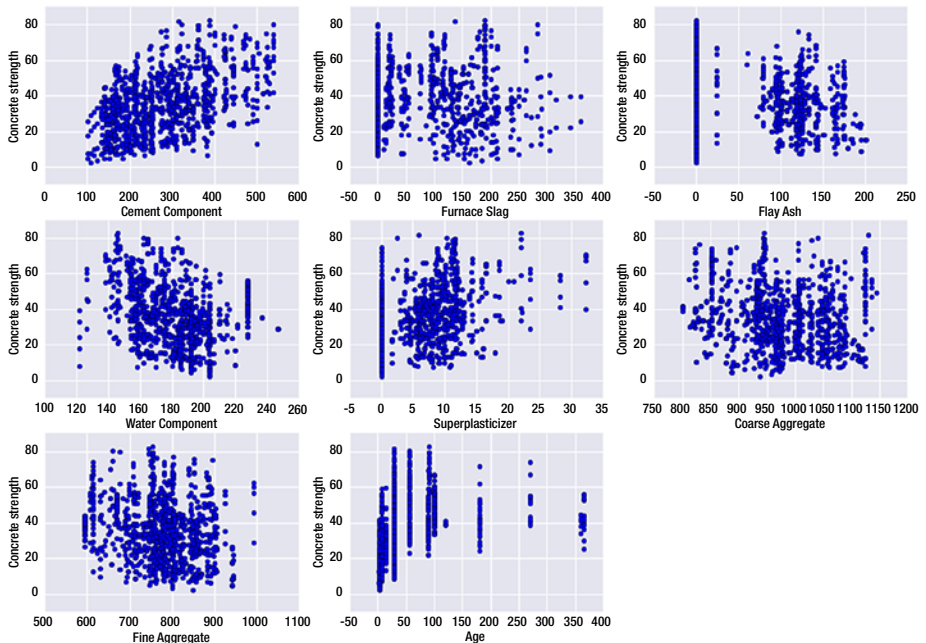 Concrete strength
80
60
40
20
0
0 100 200 300 400 500 600
Cement Component
Concrete strength
80
60
40
20
0
-50 0 50 100 150 200 250 300 350 400
Furnace Slag
Concrete strength
80
60
40
20
0
-50 0 50 100 150 200 250
Flay Ash
Concrete strength
80
60
40
20
0
100 120 140 160 180 200 220 240 260
Water Component
Concrete strength
80
60
40
20
0
-5 0 5 10 15 20 25 30 35
Superplasticizer
Concrete strength
80
60
40
20
0
750 800 850 900 950 1000 1050 1100 1150 1200
Coarse Aggregate
Concrete strength
80
60
40
20
0
500 600 700 800 900 1000 1100
Fine Aggregate
Concrete strength
80
60
40
20
0
-50 0 50 100 150 200 250 300 350 400
Age